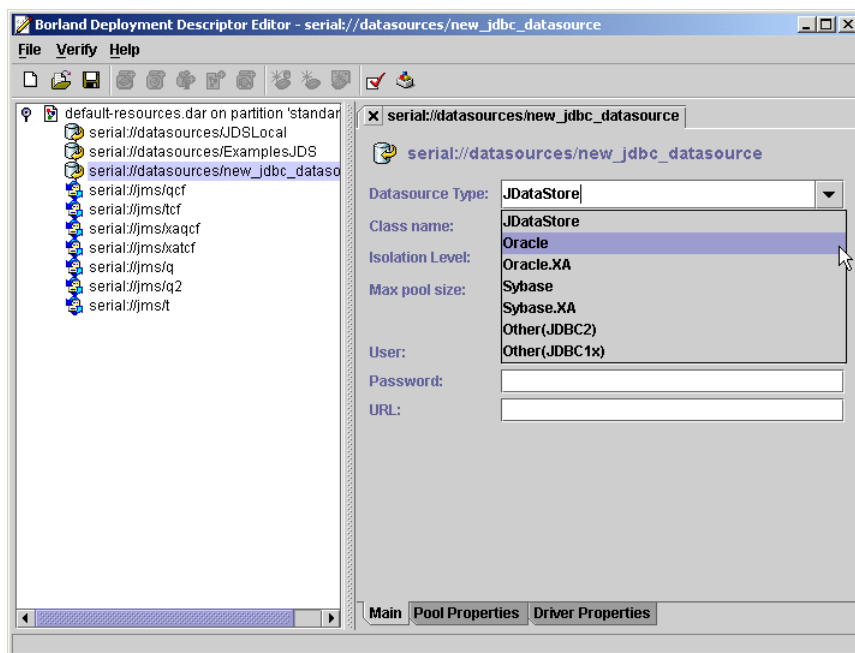 Borland Deployment Descriptor Editor - serial://datasources/new_jdbc_datasource
File Verify Help
default-resources.dar on partition 'standar
serial://datasources/JDSLocal
serial://datasources/ExamplesJDS
serial://datasources/new_jdbc_dataso
serial://jms/qcf
serial://jms/tcf
serial://jms/xaqcf
serial://jms/xatcf
serial://jms/q
serial://jms/q2
serial://jms/t
serial://datasources/new_jdbc_datasource
serial://datasources/new_jdbc_datasource
Datasource Type: JDataStore
Class name:
Isolation Level:
Max pool size:
JDataStore
Oracle
Oracle.XA
Sybase
Sybase.XA
Other(JDBC2)
Other(JDBC1x)
User:
Password:
URL:
Main Pool Properties Driver Properties